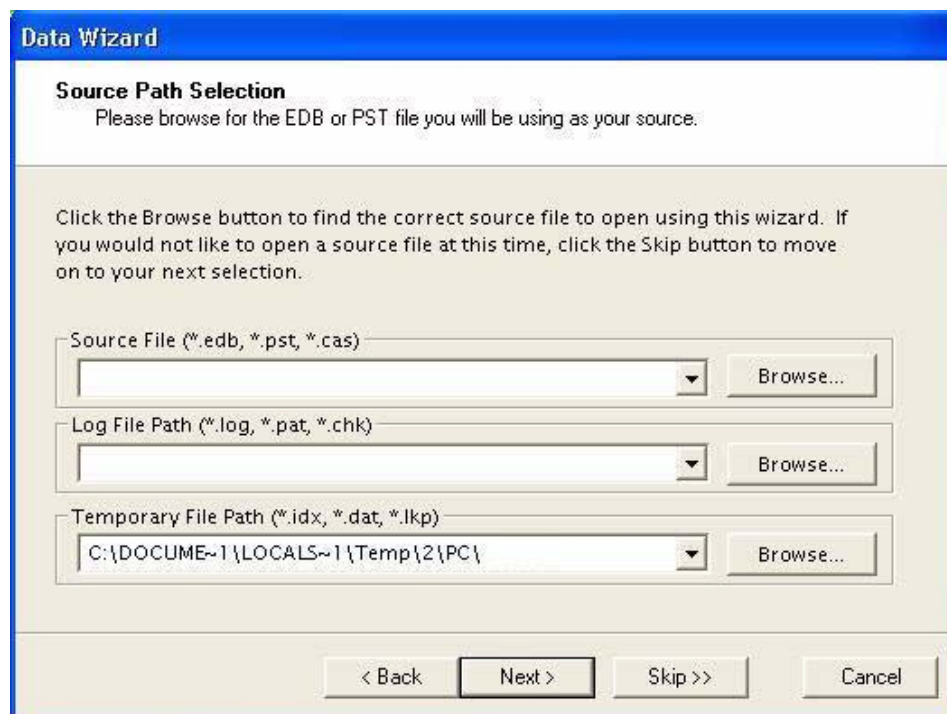 Data Wizard
Source Path Selection
Please browse for the EDB or PST file you will be using as your source.
Click the Browse button to find the correct source file to open using this wizard.  If
you would not like to open a source file at this time, click the Skip button to move
on to your next selection.
Source File (*.edb, *.pst, *.cas)
Browse...
Log File Path (*.log, *.pat, *.chk)
Browse...
Temporary File Path (*.idx, *.dat, *.lkp)
C:\DOCUME~1\LOCALS~1\Temp\2\PC\
Browse...
< Back Next > Skip >> Cancel